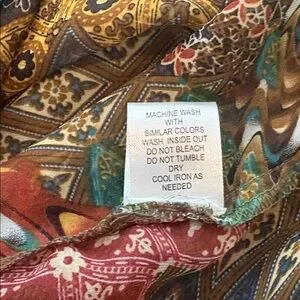 MACHINE WASH
WITH
SIMILAR COLORS
WASH INSIDE OUT
DO NOT BLEACH
DO NOT TUMBLE
DRY
COOL IRON AS
NEEDED